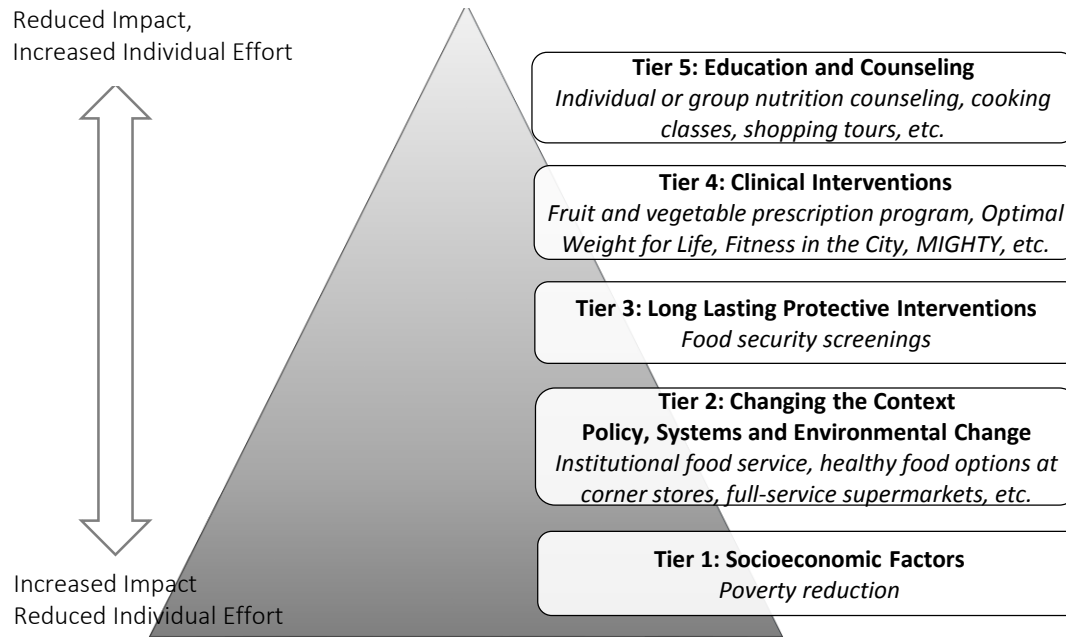 Reduced Impact,
Increased Individual Effort
Tier 5: Education and Counseling
Individual or group nutrition counseling, cooking
classes, shopping tours, etc.
Tier 4: Clinical Interventions
Fruit and vegetable prescription program, Optimal
Weight for Life, Fitness in the City, MIGHTY, etc.
Tier 3: Long Lasting Protective Interventions
Food security screenings
Tier 2: Changing the Context
Policy, Systems and Environmental Change
Institutional food service, healthy food options at
corner stores, full-service supermarkets, etc.
Tier 1: Socioeconomic Factors
Poverty reduction
Increased Impact
Reduced Individual Effort